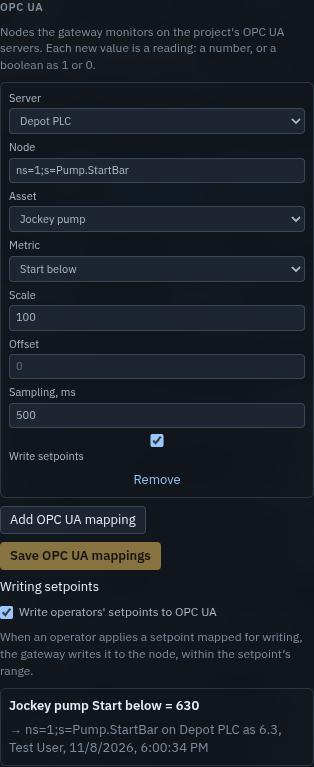 OPC UA
Nodes the gateway monitors on the project's OPC UA
servers. Each new value is a reading: a number, or a
boolean as 1 or 0.
Server
Depot PLC
Node
ns=1;s=Pump.StartBar
Asset
Jockey pump
Metric
Start below
Scale
100
Offset
0
Sampling, ms
500
Write setpoints
Remove
Add OPC UA mapping
Save OPC UA mappings
Writing setpoints
Write operators' setpoints to OPC UA
When an operator applies a setpoint mapped for writing,
the gateway writes it to the node, within the setpoint's
range.
Jockey pump Start below = 630
→ ns=1;s=Pump.StartBar on Depot PLC as 6.3,
Test User, 11/8/2026, 6:00:34 PM